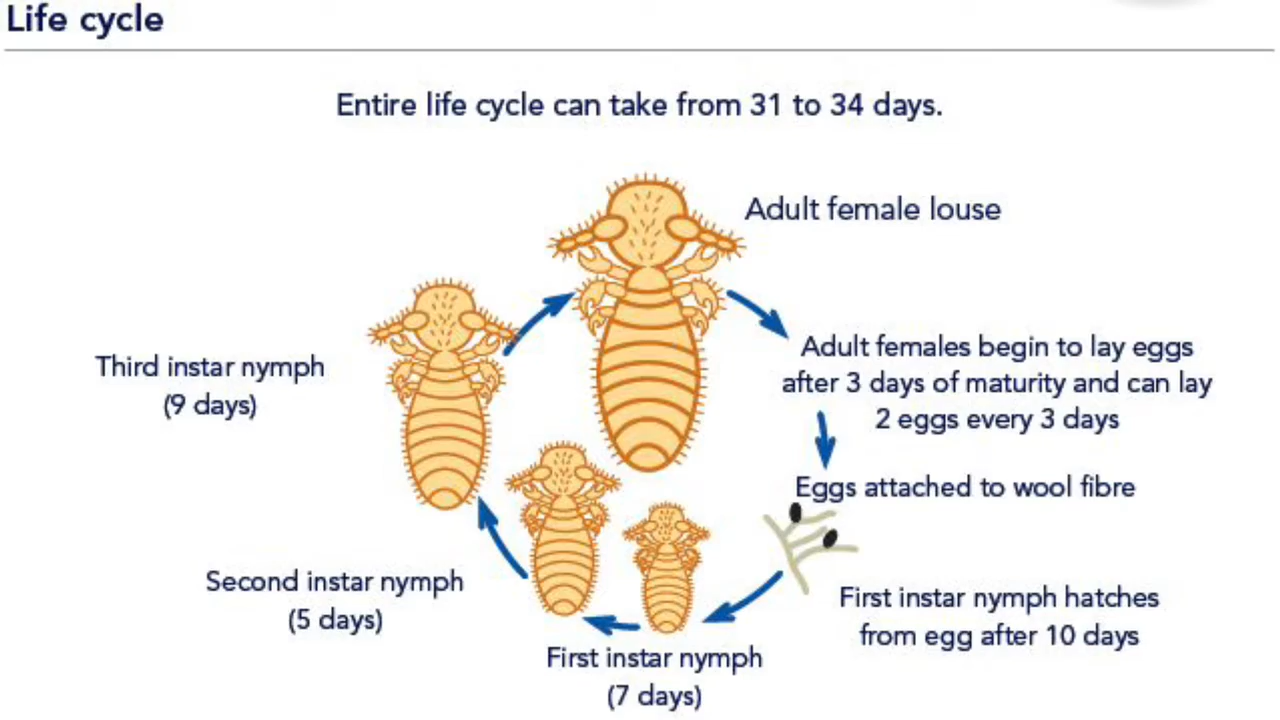 Life cycle
Entire life cycle can take from 31 to 34 days.
Adult female louse
Adult females begin to lay eggs
after 3 days of maturity and can lay
2 eggs every 3 days
Eggs attached to wool fibre
First instar nymph hatches
from egg after 10 days
First instar nymph
(7 days)
Second instar nymph
(5 days)
Third instar nymph
(9 days)